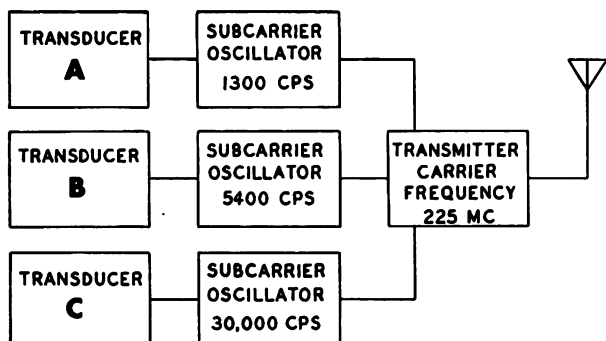 TRANSDUCER
A
SUBCARRIER
OSCILLATOR
1300 CPS
TRANSDUCER
B
SUBCARRIER
OSCILLATOR
5400 CPS
TRANSMITTER
CARRIER
FREQUENCY
225 MC
TRANSDUCER
C
SUBCARRIER
OSCILLATOR
30,000 CPS